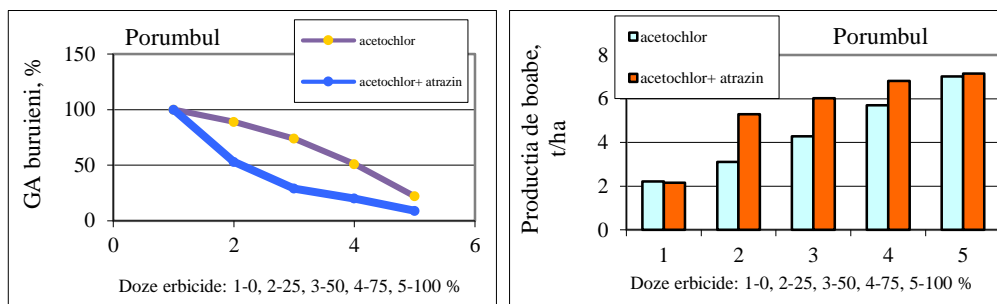 Porumbul
acetochlor
acetochlor+ atrazin
GA buruieni, %
150
100
50
0
0
2
4
6
Doze erbicide: 1-0, 2-25, 3-50, 4-75, 5-100 %
acetochlor
acetochlor+ atrazin
Porumbul
Productia de boabe,
t/ha
8
6
4
2
0
1
2
3
4
5
Doze erbicide: 1-0, 2-25, 3-50, 4-75, 5-100 %